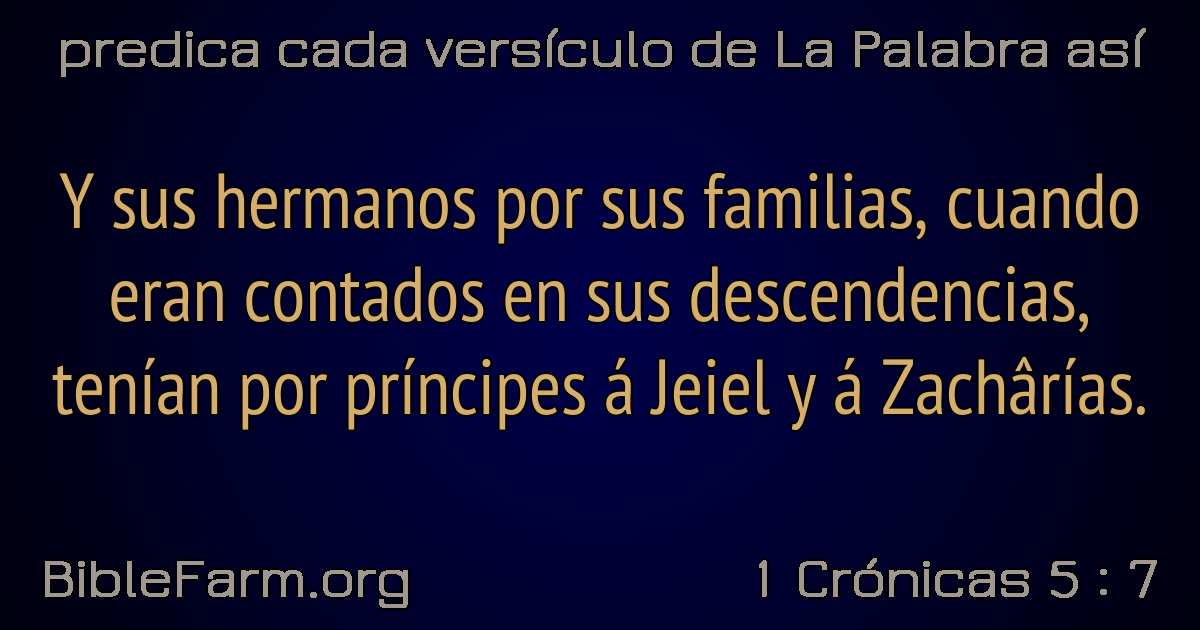 predica cada versículo de La Palabra así
Y sus hermanos por sus familias, cuando
eran contados en sus descendencias,
tenían por príncipes á Jeiel y á Zachârías.
BibleFarm.org
1 Crónicas 5 : 7